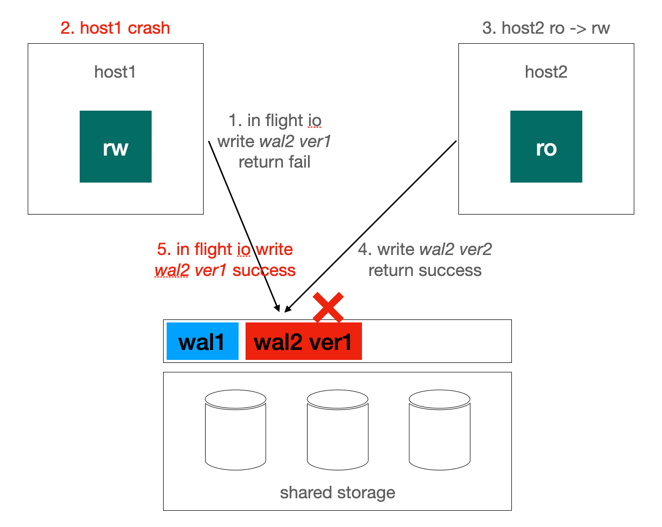 2. host1 crash
3. host2 ro -> rw
host1
host2
1. in flight io
write wal2 ver1
return fail
rw
ro
5. in flight io write
wal2 ver1 success
4. write wal2 ver2
return success
wal1
wal2 ver1
shared storage